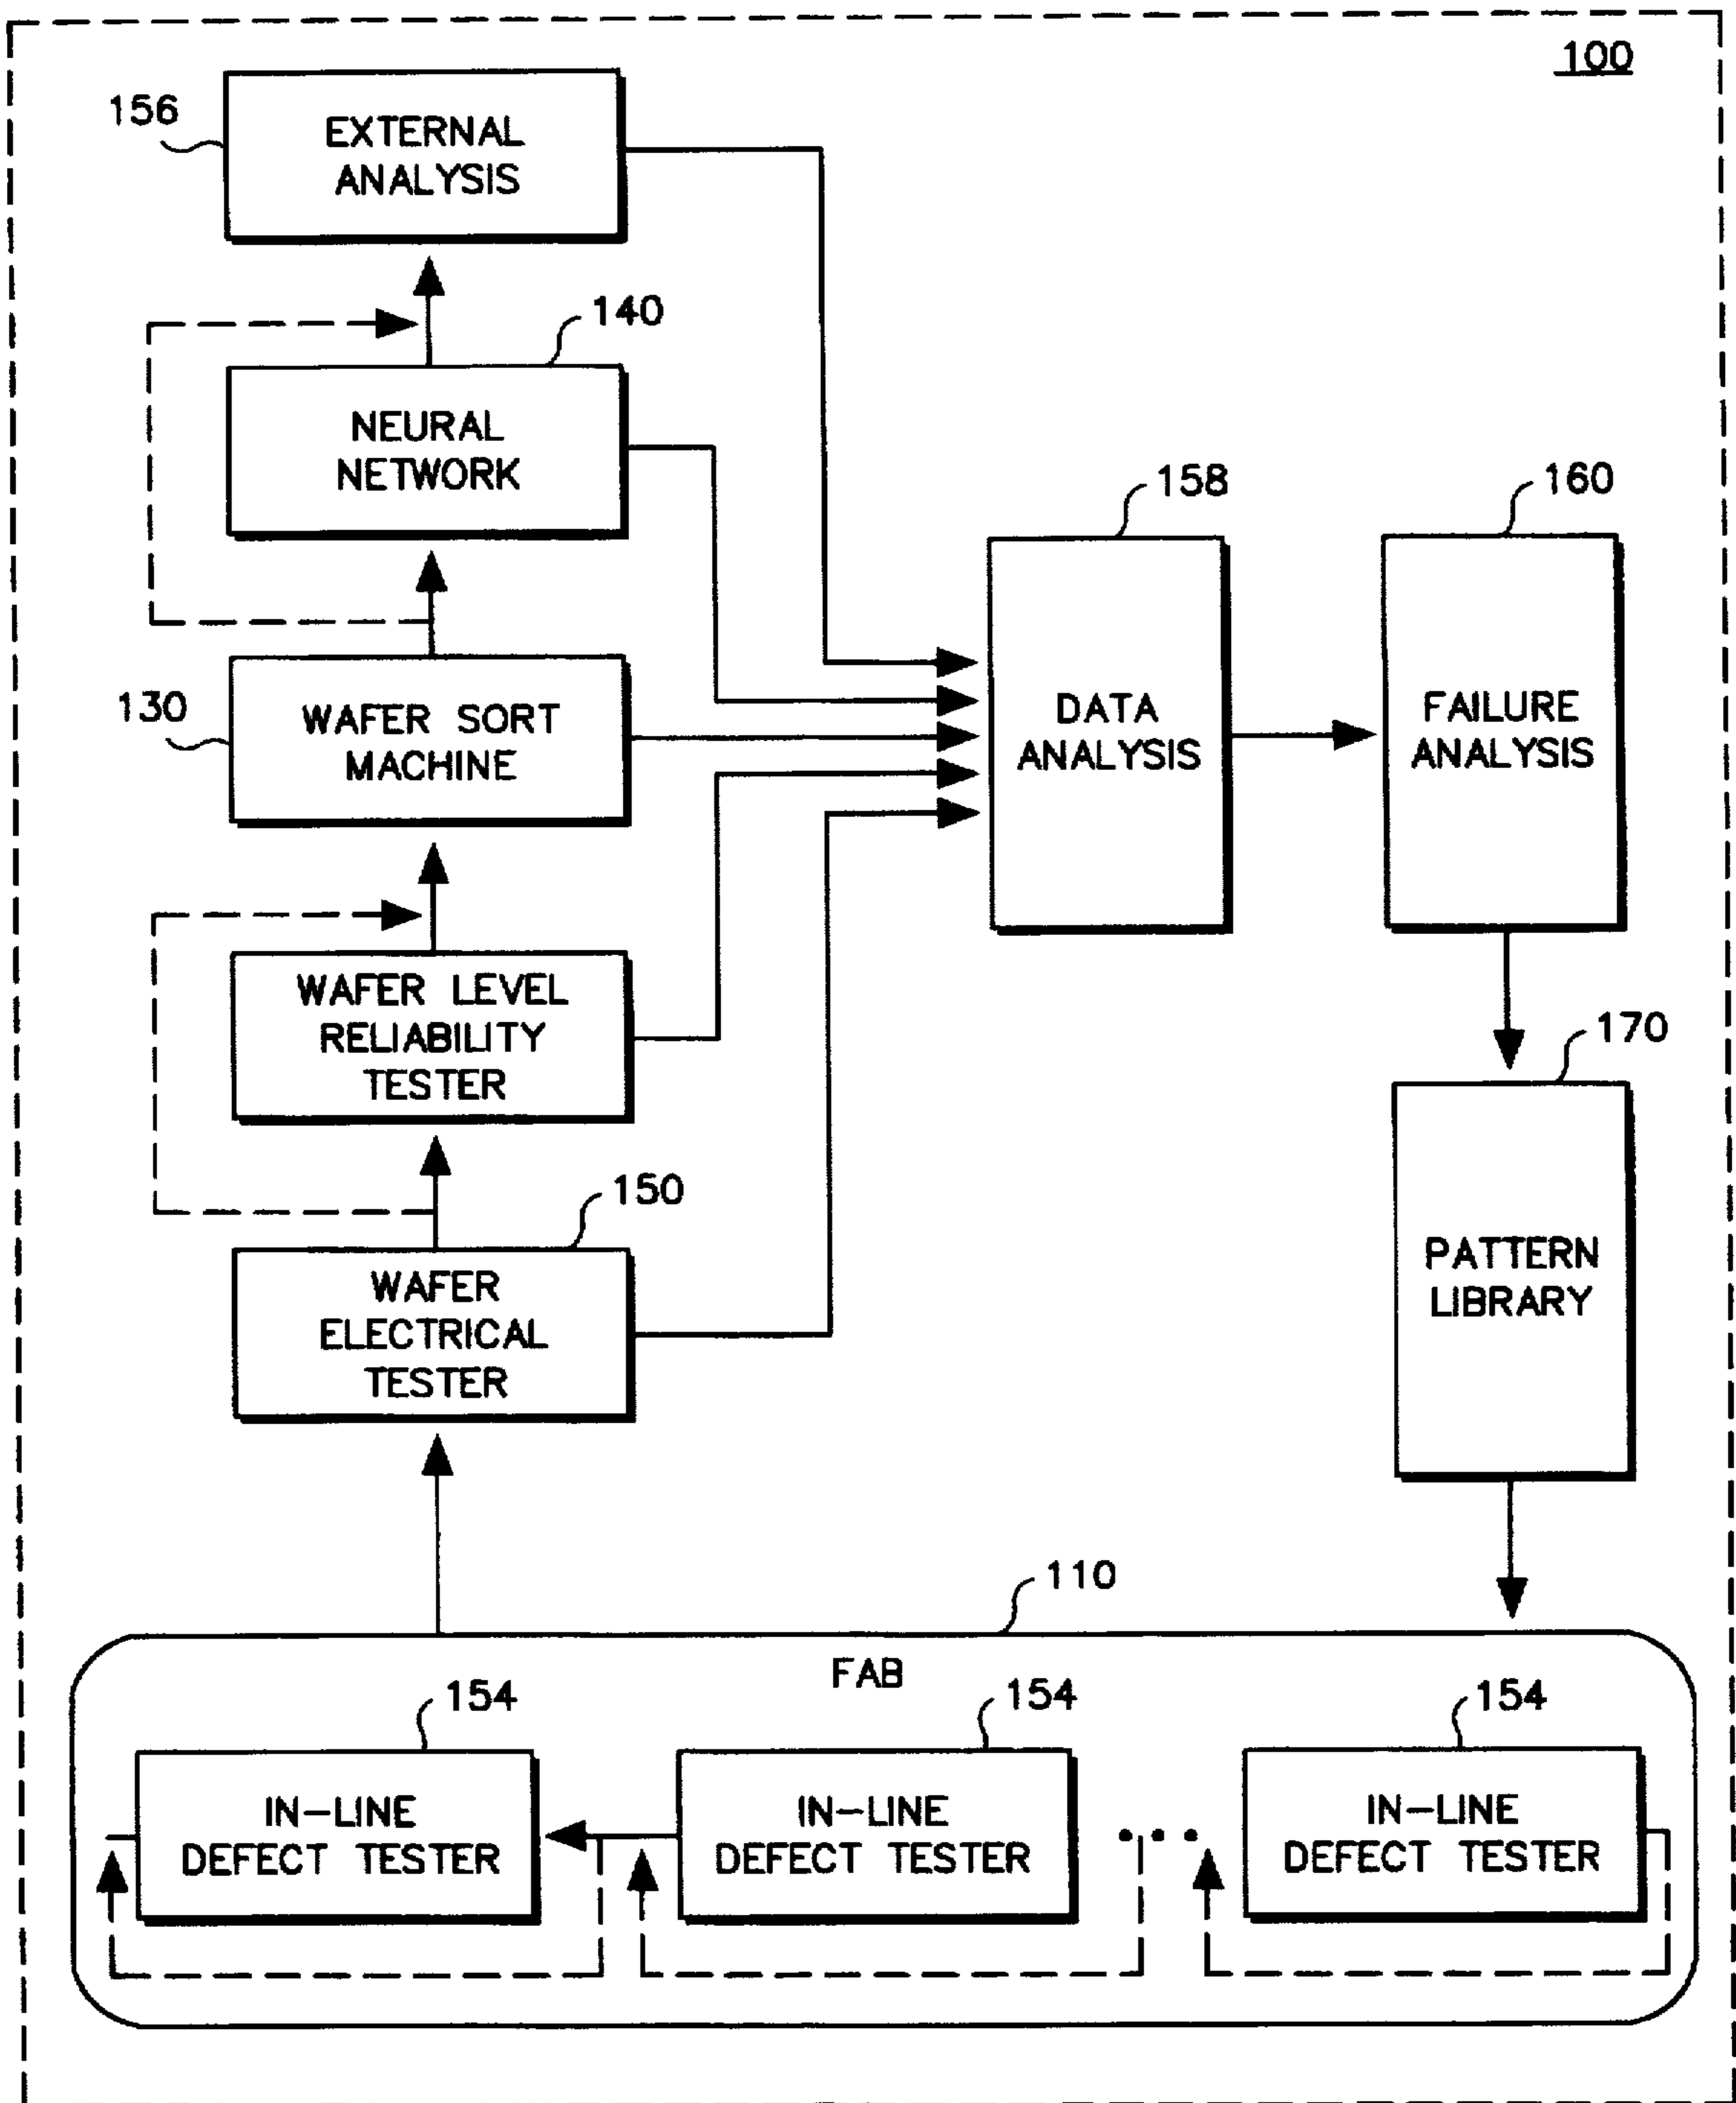 100
156
EXTERNAL
ANALYSIS
140
NEURAL
NETWORK
158
160
130
WAFER SORT
MACHINE
DATA
ANALYSIS
FAILURE
ANALYSIS
WAFER LEVEL
RELIABILITY
TESTER
170
150
WAFER
ELECTRICAL
TESTER
PATTERN
LIBRARY
110
FAB
154
154
154
IN-LINE
DEFECT TESTER
IN-LINE
DEFECT TESTER
IN-LINE
DEFECT TESTER